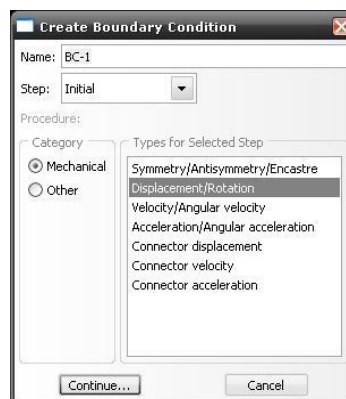 Create Boundary Condition
Name: BC-1
Step: Initial
Procedure:
Category
Mechanical
Other
Types for Selected Step
Symmetry/Antisymmetry/Encastre
Displacement/Rotation
Velocity/Angular velocity
Acceleration/Angular acceleration
Connector displacement
Connector velocity
Connector acceleration
Continue... Cancel